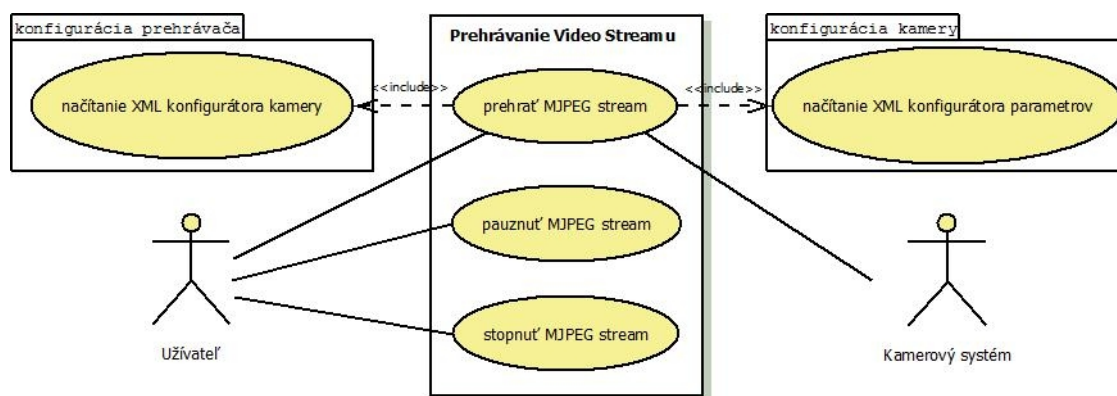 konfigurácia prehrávača
Prehrávanie Video Streamu
konfigurácia kamery
načítanie XML konfigurátora kamery
<<include>>
prehrať MJPEG stream
<<include>>
načítanie XML konfigurátora parametrov
pauznuť MJPEG stream
stopnuť MJPEG stream
Užívateľ
Kamerový systém